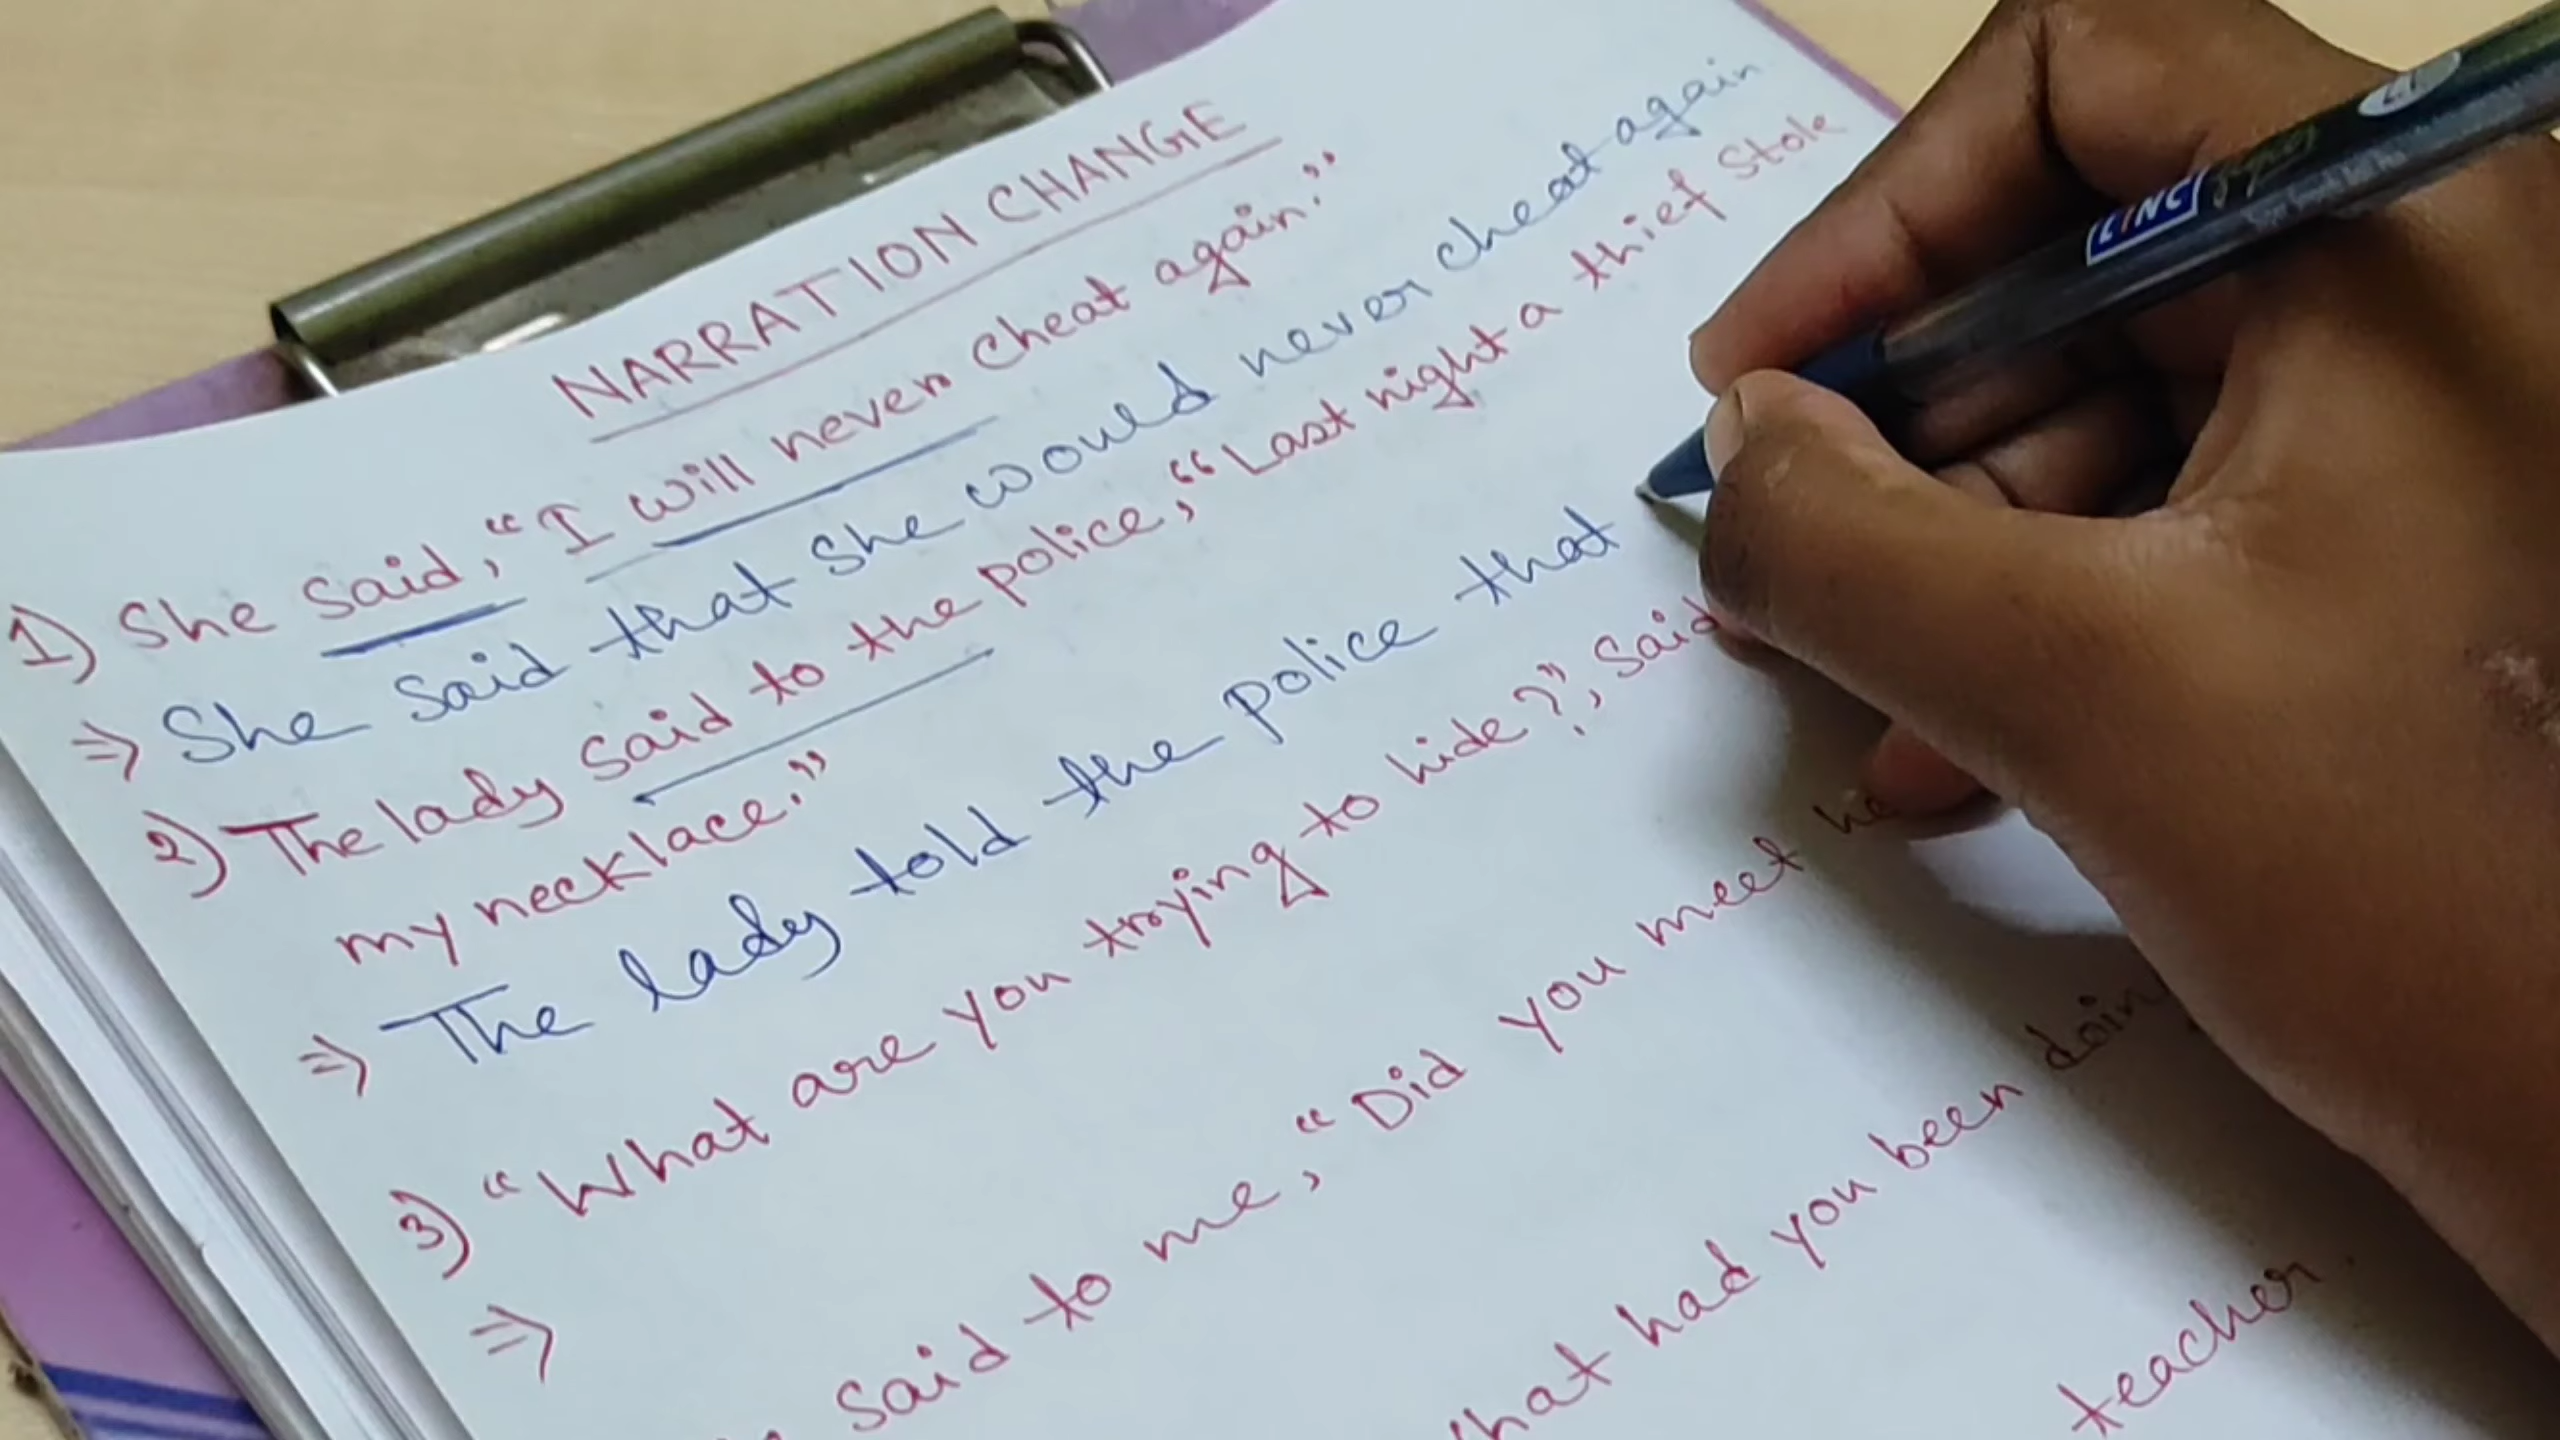 NARRATION CHANGE
1) She said, “I will never cheat again.”
⇒ She said that she would never cheat again
2) The lady said to the police, “Last night a thief stole
my necklace.”
⇒ The lady told the police that
3) “What are you trying to hide?”, said
⇒
said to me, “Did you meet
had you been
teacher.
LINC